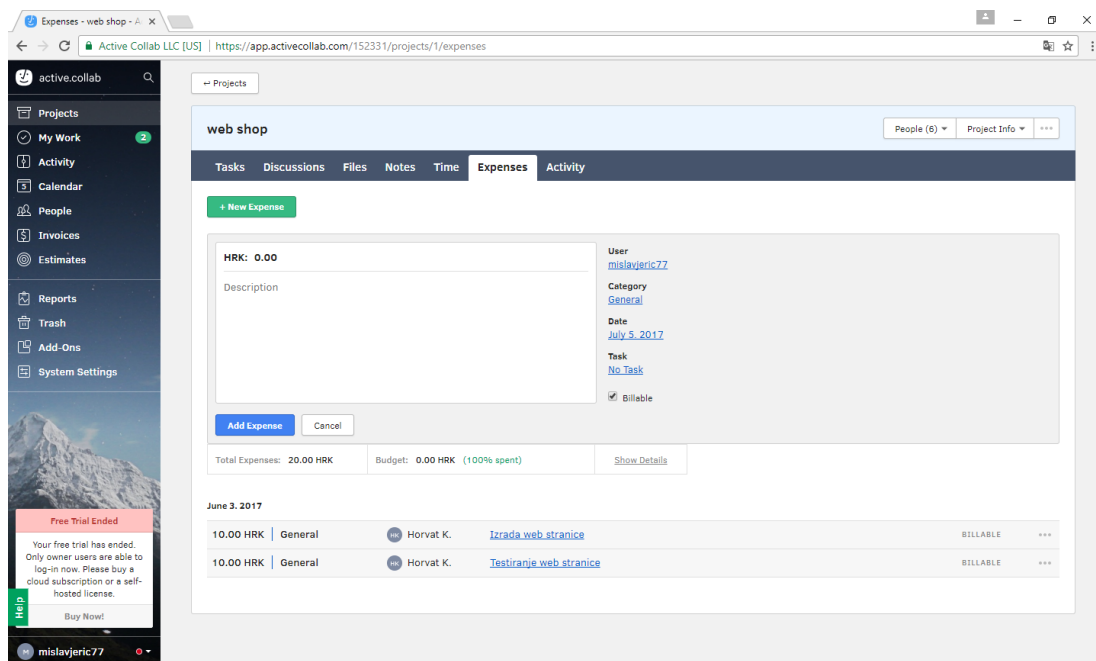 Expenses - web shop - A
Active Collab LLC [US] | https://app.activecollab.com/152331/projects/1/expenses
active.collab
Projects
My Work 2
Activity
5 Calendar
People
Invoices
Estimates
Reports
Trash
Add-Ons
System Settings
Free Trial Ended
Your free trial has ended.
Only owner users are able to
log-in now. Please buy a
cloud subscription or a self-
hosted license.
Buy Now!
Help
M mislavjeric77
↩ Projects
web shop
People (6) Project Info
Tasks Discussions Files Notes Time Expenses Activity
+ New Expense
HRK: 0.00
Description
User
mislavjeric77
Category
General
Date
July 5. 2017
Task
No Task
Billable
Add Expense Cancel
Total Expenses: 20.00 HRK Budget: 0.00 HRK (100% spent) Show Details
June 3. 2017
10.00 HRK General HK Horvat K. Izrada web stranice BILLABLE
10.00 HRK General HK Horvat K. Testiranje web stranice BILLABLE